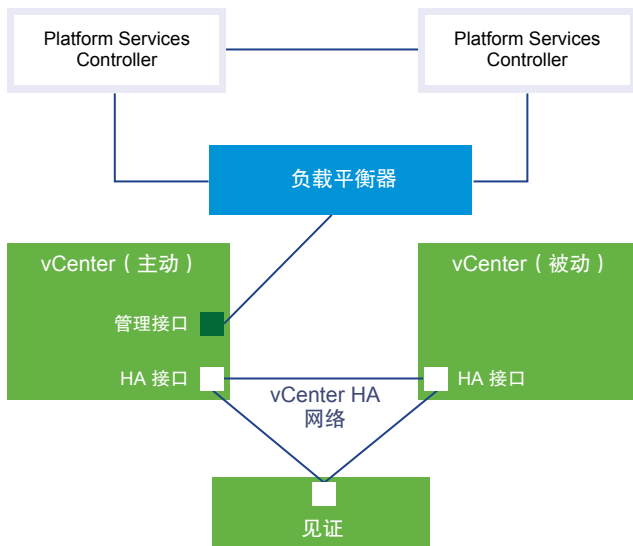 Platform Services
Controller
Platform Services
Controller
负载平衡器
vCenter（主动）
vCenter（被动）
管理接口
HA 接口
HA 接口
vCenter HA
网络
见证